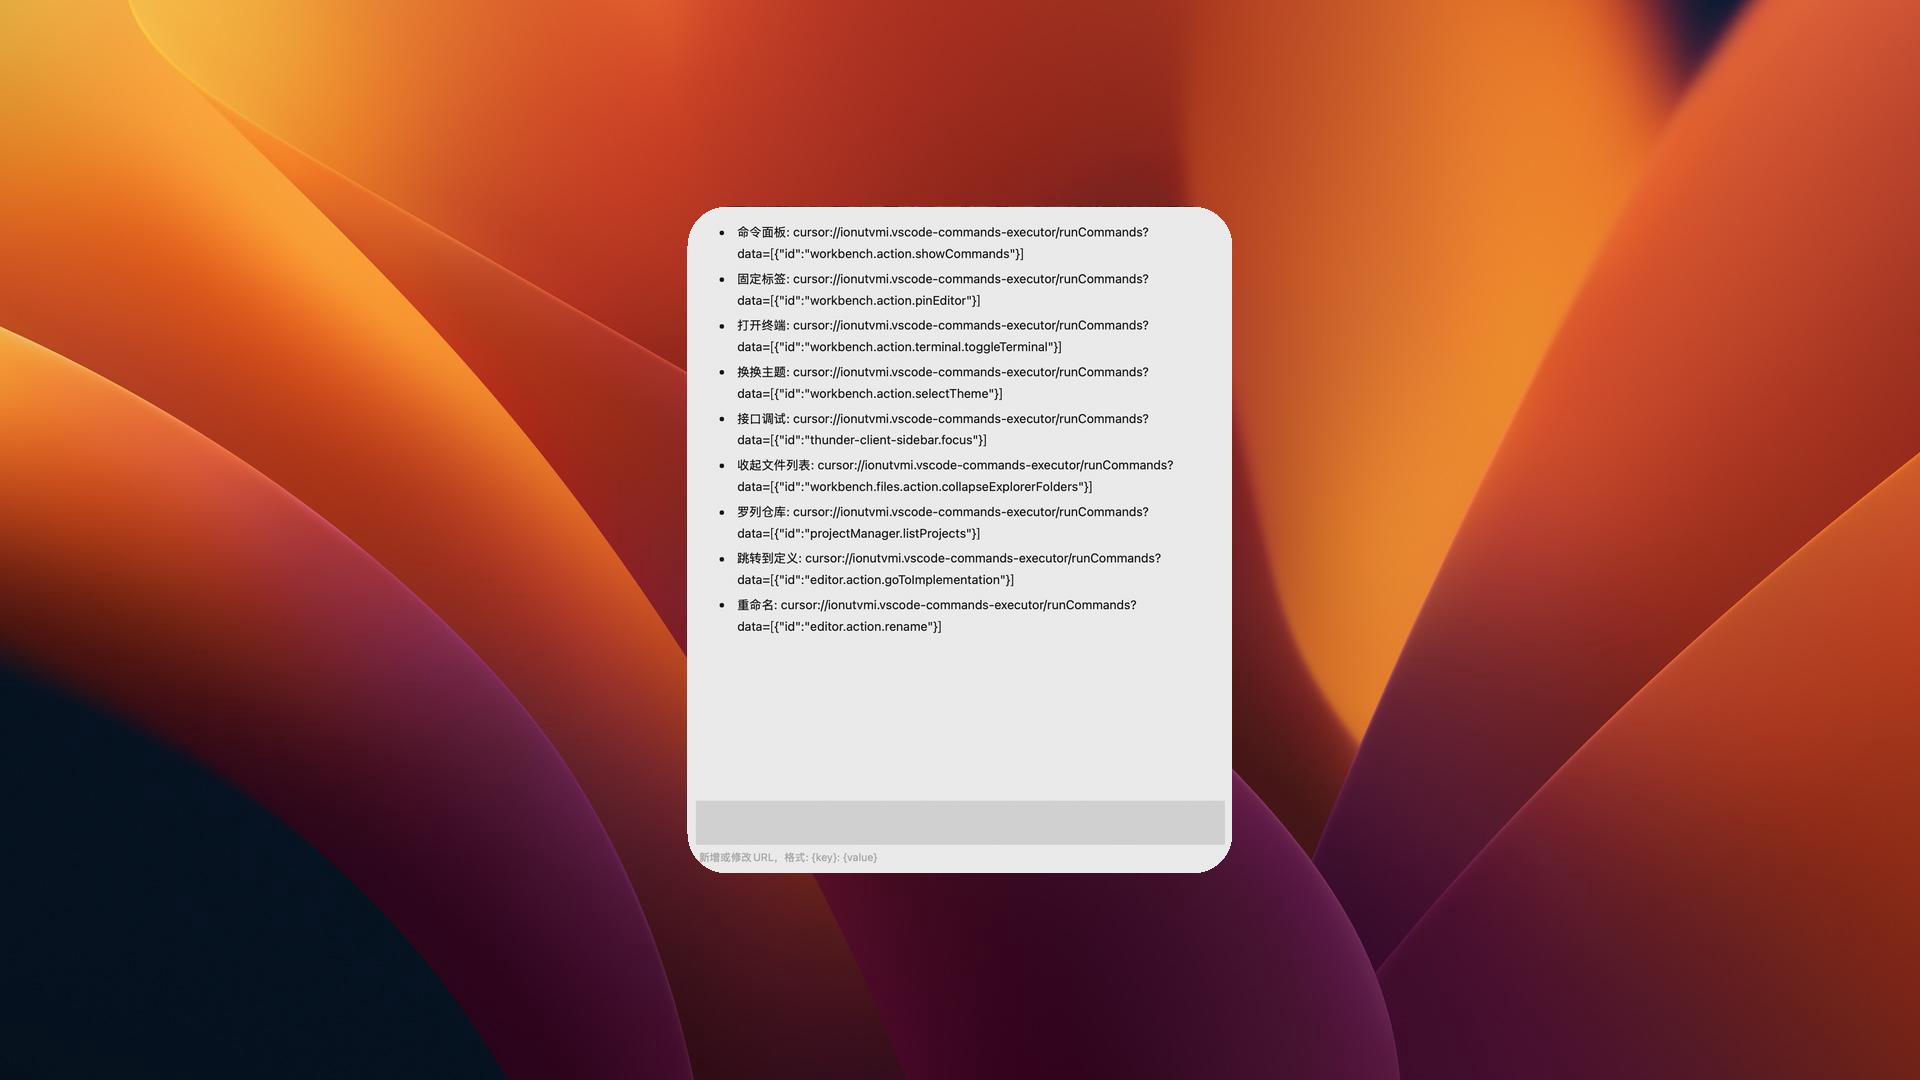 命令面板: cursor://ionutvmi.vscode-commands-executor/runCommands?
data=[{"id":"workbench.action.showCommands"}]
固定标签: cursor://ionutvmi.vscode-commands-executor/runCommands?
data=[{"id":"workbench.action.pinEditor"}]
打开终端: cursor://ionutvmi.vscode-commands-executor/runCommands?
data=[{"id":"workbench.action.terminal.toggleTerminal"}]
换换主题: cursor://ionutvmi.vscode-commands-executor/runCommands?
data=[{"id":"workbench.action.selectTheme"}]
接口调试: cursor://ionutvmi.vscode-commands-executor/runCommands?
data=[{"id":"thunder-client-sidebar.focus"}]
收起文件列表: cursor://ionutvmi.vscode-commands-executor/runCommands?
data=[{"id":"workbench.files.action.collapseExplorerFolders"}]
罗列仓库: cursor://ionutvmi.vscode-commands-executor/runCommands?
data=[{"id":"projectManager.listProjects"}]
跳转到定义: cursor://ionutvmi.vscode-commands-executor/runCommands?
data=[{"id":"editor.action.goToImplementation"}]
重命名: cursor://ionutvmi.vscode-commands-executor/runCommands?
data=[{"id":"editor.action.rename"}]
新增或修改 URL，格式: {key}: {value}